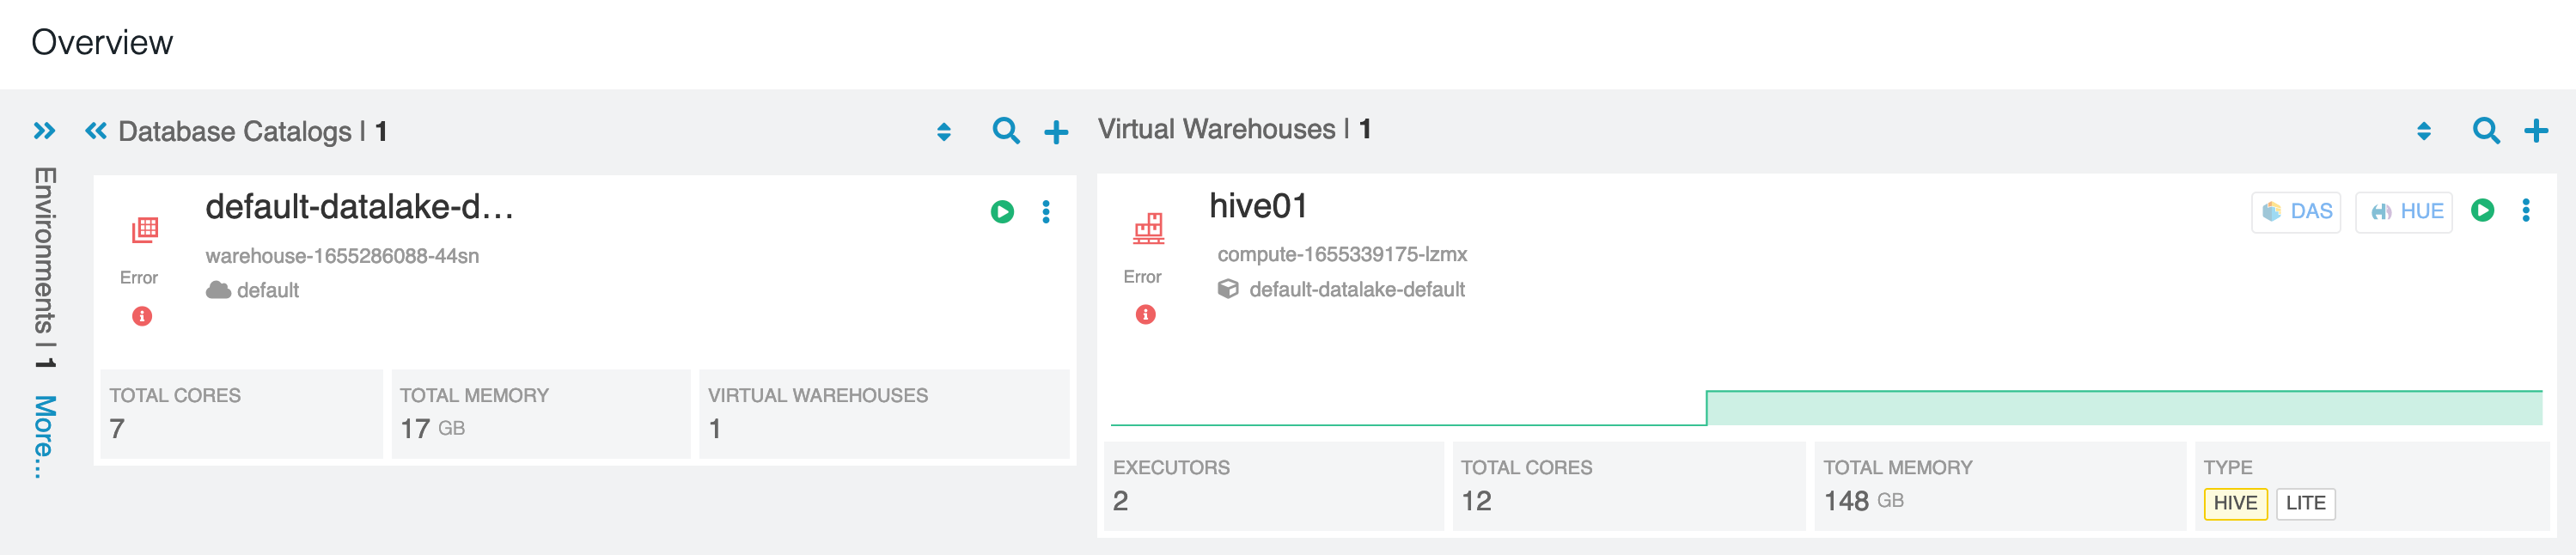 Overview
Environments | 1 More...
Database Catalogs | 1
default-datalake-d...
warehouse-1655286088-44sn
default
Error
TOTAL CORES
7
TOTAL MEMORY
17 GB
VIRTUAL WAREHOUSES
1
Virtual Warehouses | 1
hive01
DAS
HUE
compute-1655339175-lzmx
default-datalake-default
Error
EXECUTORS
2
TOTAL CORES
12
TOTAL MEMORY
148 GB
TYPE
HIVE LITE